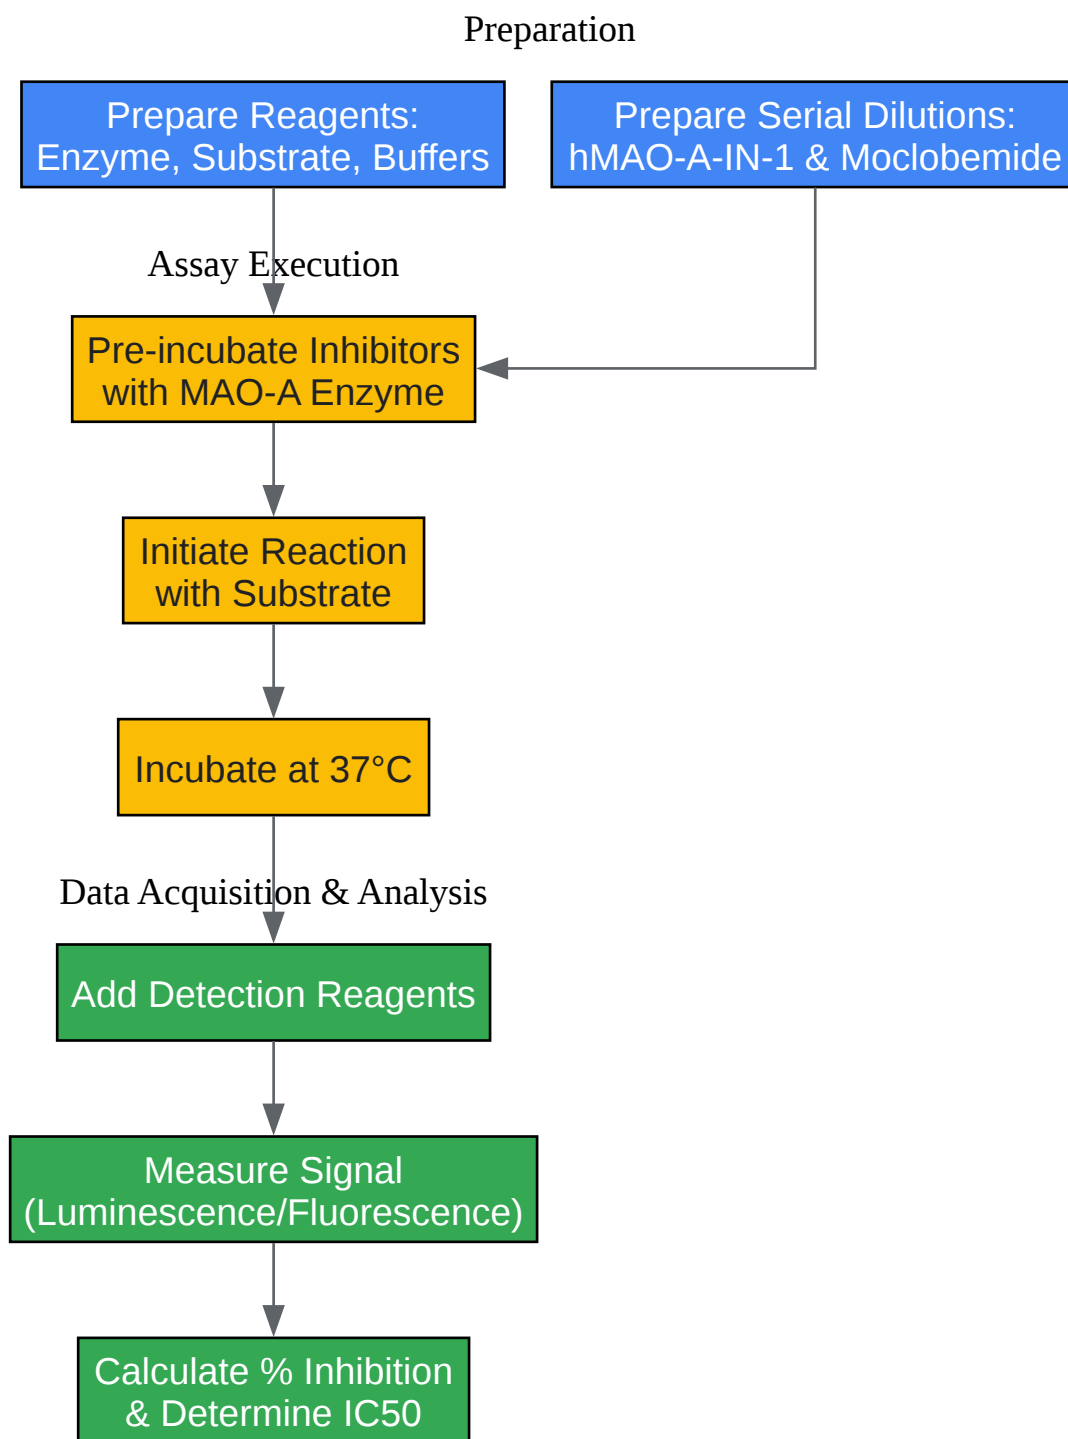 Preparation
Prepare Reagents:
Enzyme, Substrate, Buffers
Prepare Serial Dilutions:
hMAO-A-IN-1 & Moclobemide
Assay Execution
Pre-incubate Inhibitors
with MAO-A Enzyme
Initiate Reaction
with Substrate
Incubate at 37°C
Data Acquisition & Analysis
Add Detection Reagents
Measure Signal
(Luminescence/Fluorescence)
Calculate % Inhibition
& Determine IC50